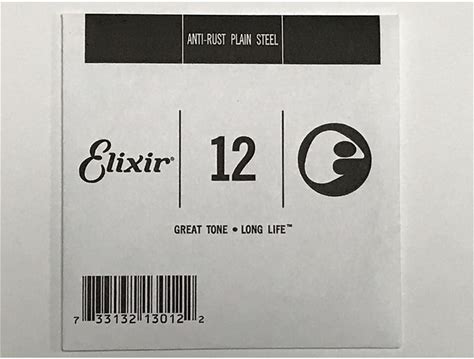 ANTI-RUST PLAIN STEEL
Elixir®
12
GREAT TONE • LONG LIFE™
7 33132 13012 2